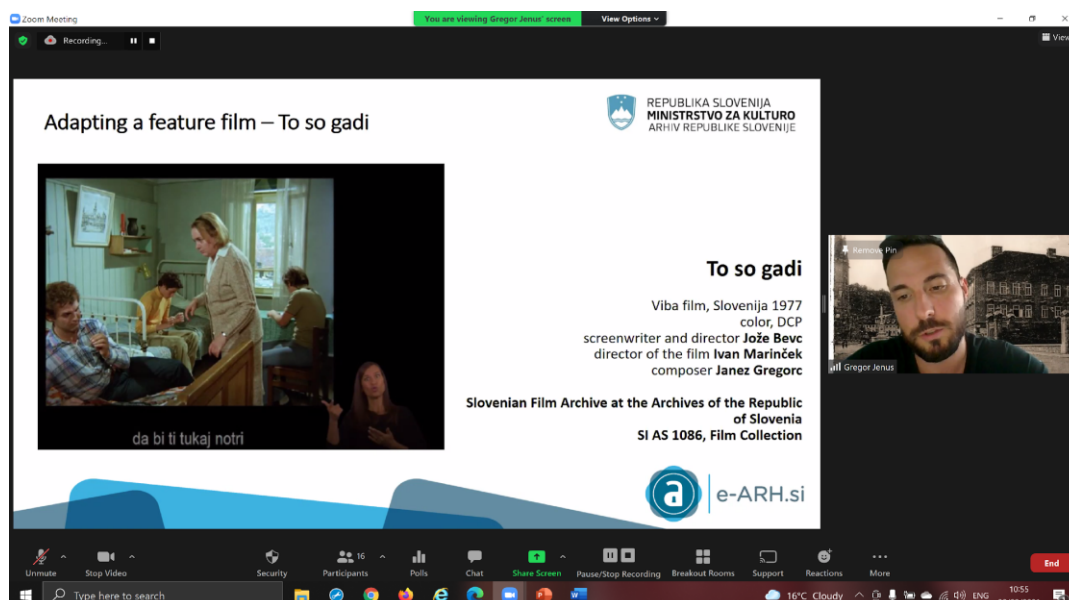 Zoom Meeting
You are viewing Gregor Jenus' screen
View Options
Recording...
View
Adapting a feature film – To so gadi
REPUBLIKA SLOVENIJA
MINISTRSTVO ZA KULTURO
ARHIV REPUBLIKE SLOVENIJE
da bi ti tukaj notri
To so gadi
Viba film, Slovenija 1977
color, DCP
screenwriter and director Jože Bevc
director of the film Ivan Marinček
composer Janez Gregorc
Slovenian Film Archive at the Archives of the Republic
of Slovenia
SI AS 1086, Film Collection
a e-ARH.si
Remove Pin
Gregor Jenus
Unmute
Stop Video
Security
16
Participants
Polls
Chat
Share Screen
Pause/Stop Recording
Breakout Rooms
Support
Reactions
More
End
Type here to search
16°C Cloudy
ENG
10:55